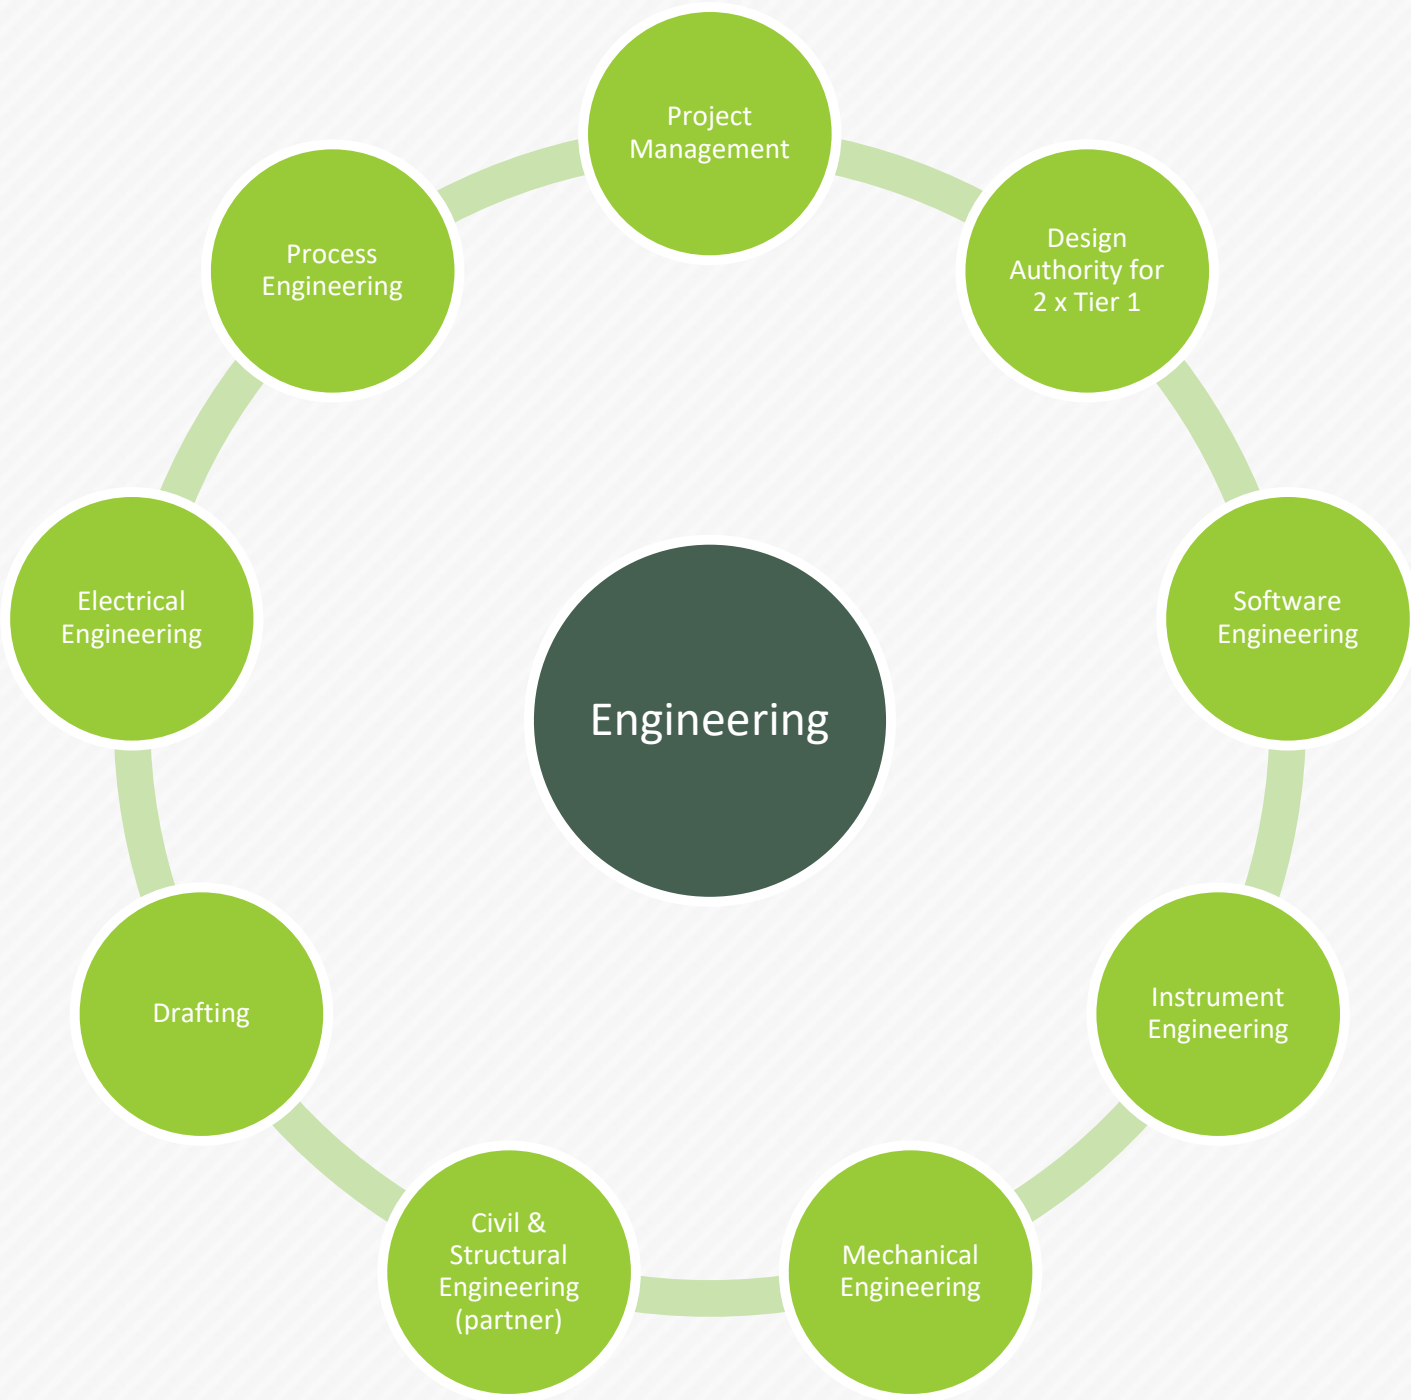 Project
Management
Design
Authority for
2 x Tier 1
Software
Engineering
Instrument
Engineering
Mechanical
Engineering
Civil &
Structural
Engineering
(partner)
Drafting
Electrical
Engineering
Process
Engineering
Engineering